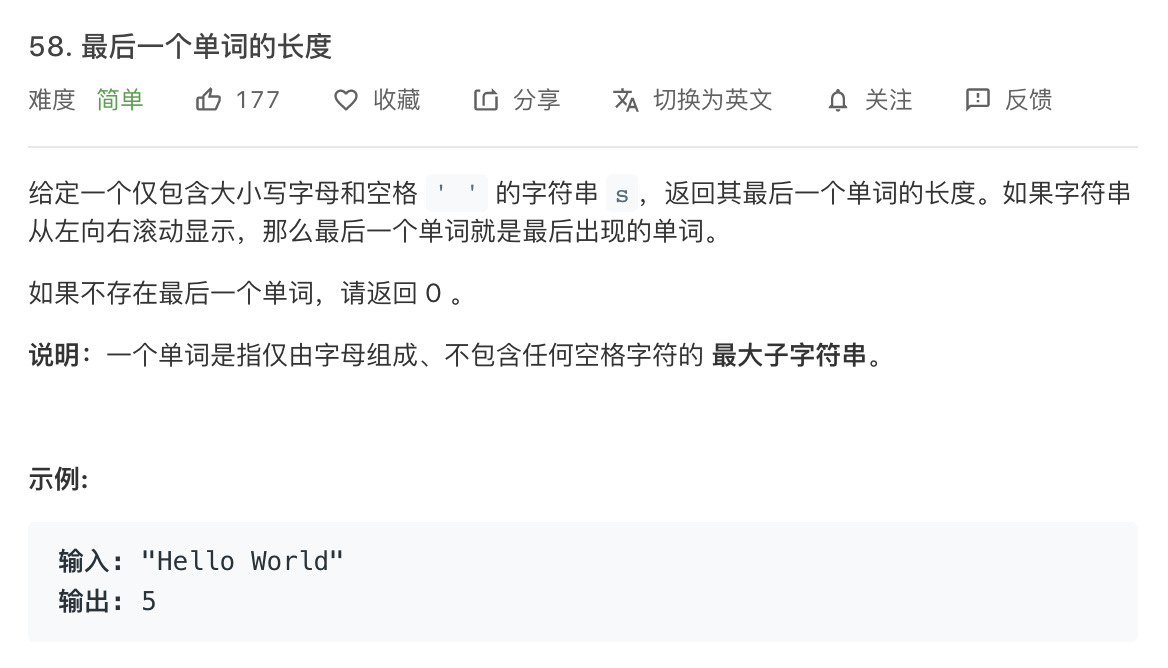 58. 最后一个单词的长度
难度 简单 177 收藏 分享 切换为英文 关注 反馈
给定一个仅包含大小写字母和空格 ' ' 的字符串 s，返回其最后一个单词的长度。如果字符串
从左向右滚动显示，那么最后一个单词就是最后出现的单词。
如果不存在最后一个单词，请返回 0 。
说明：一个单词是指仅由字母组成、不包含任何空格字符的 最大子字符串。
示例:
输入: "Hello World"
输出: 5